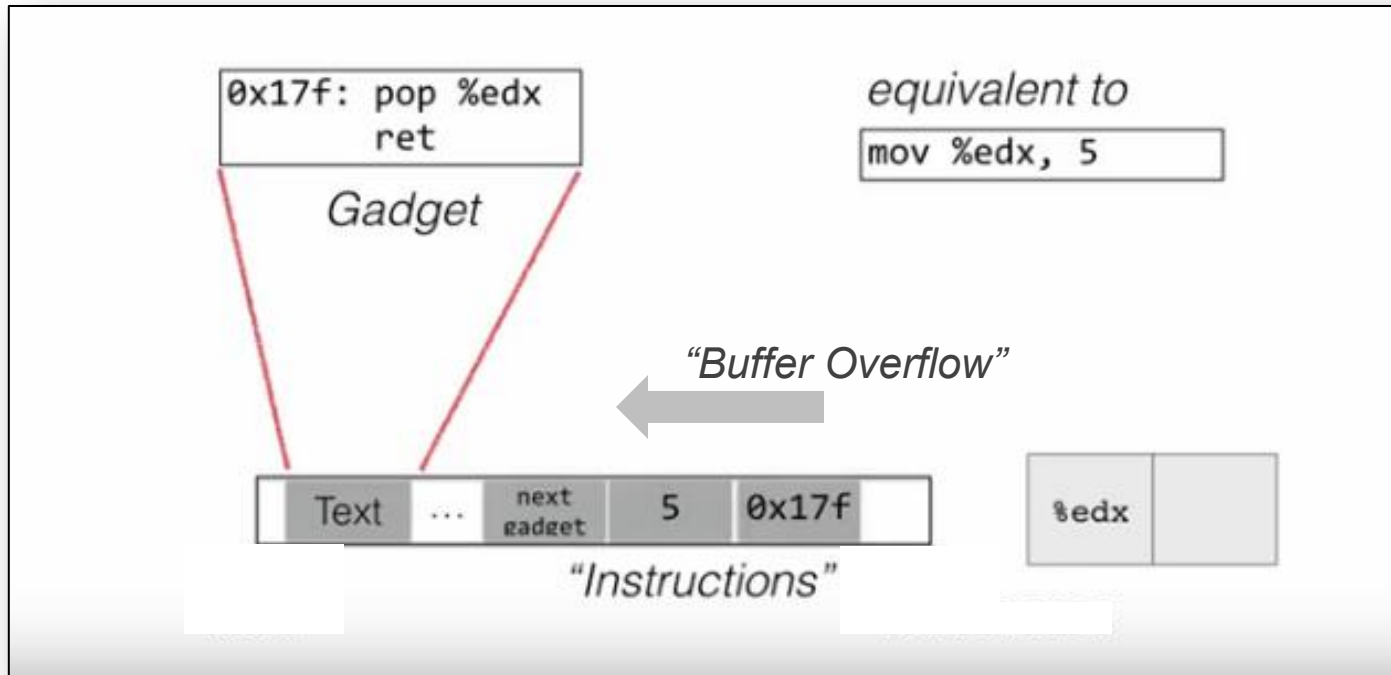 0x17f: pop %edx
ret
Gadget
equivalent to
mov %edx, 5
“Buffer Overflow”
Text ... next gadget 5 0x17f
“Instructions”
%edx